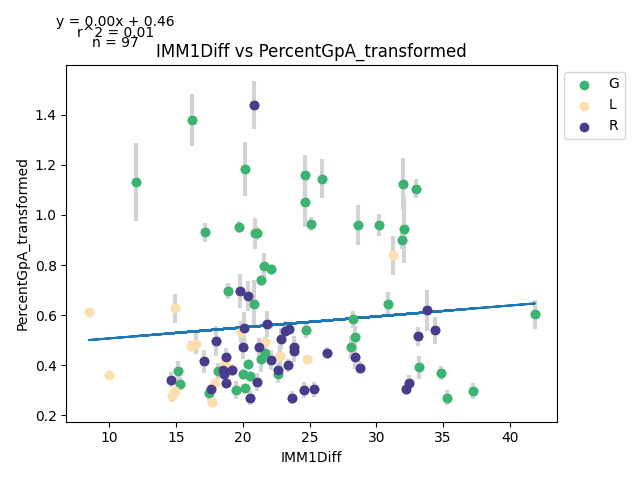 y = 0.00x + 0.46
r^2 = 0.01
n = 97
IMM1Diff vs PercentGpA_transformed
G
L
R
PercentGpA_transformed
1.4
1.2
1.0
0.8
0.6
0.4
0.2
10 15 20 25 30 35 40
IMM1Diff